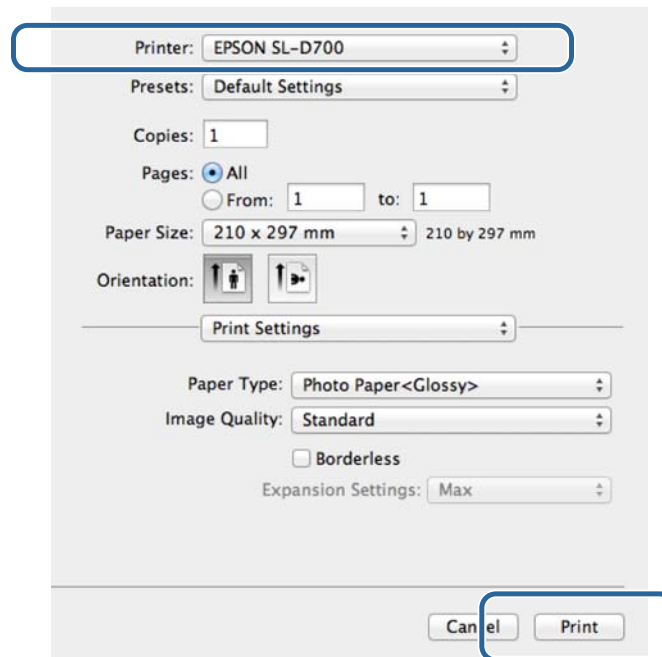 Printer: EPSON SL-D700
Presets: Default Settings
Copies: 1
Pages: All
From: 1 to: 1
Paper Size: 210 x 297 mm 210 by 297 mm
Orientation:
Print Settings
Paper Type: Photo Paper<Glossy>
Image Quality: Standard
Borderless
Expansion Settings: Max
Cancel Print